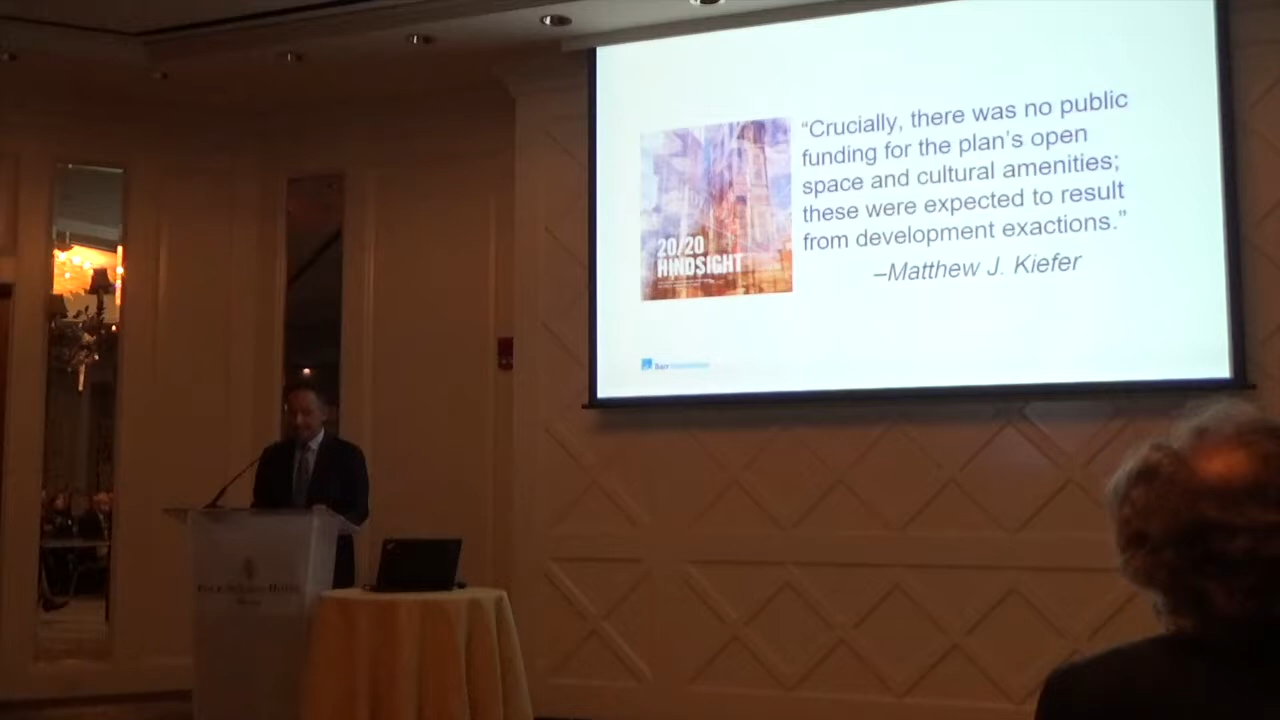 “Crucially, there was no public
funding for the plan’s open
space and cultural amenities;
these were expected to result
from development exactions.”
–Matthew J. Kiefer
20/20
HINDSIGHT
Barr